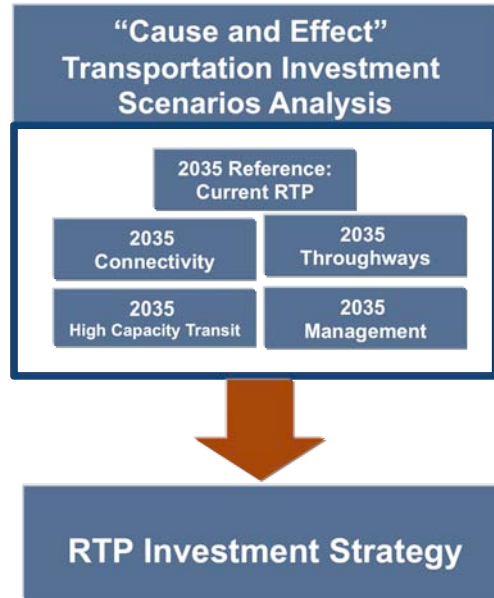 “Cause and Effect”
Transportation Investment
Scenarios Analysis
2035 Reference:
Current RTP
2035
Connectivity
2035
Throughways
2035
High Capacity Transit
2035
Management
RTP Investment Strategy